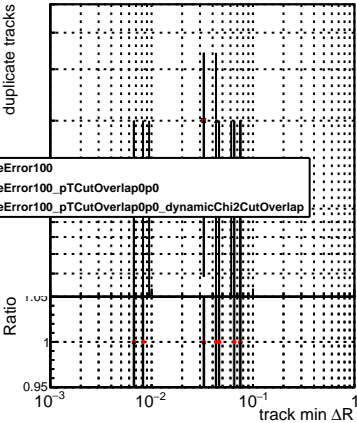 duplicate tracks
eError100
eError100_pTCutOverlap0p0
eError100_pTCutOverlap0p0_dynamicChi2CutOverlap
1.05
Ratio
1
0.95
10⁻³ 10⁻² 10⁻¹ 1
track min ΔR